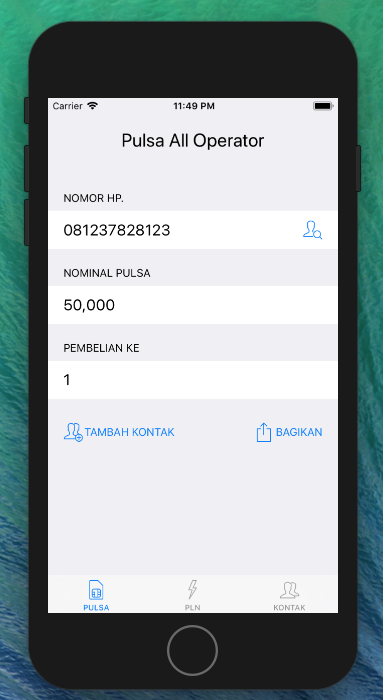 Carrier 11:49 PM
Pulsa All Operator
NOMOR HP.
081237828123
NOMINAL PULSA
50,000
PEMBELIAN KE
1
TAMBAH KONTAK BAGIKAN
PULSA PLN KONTAK